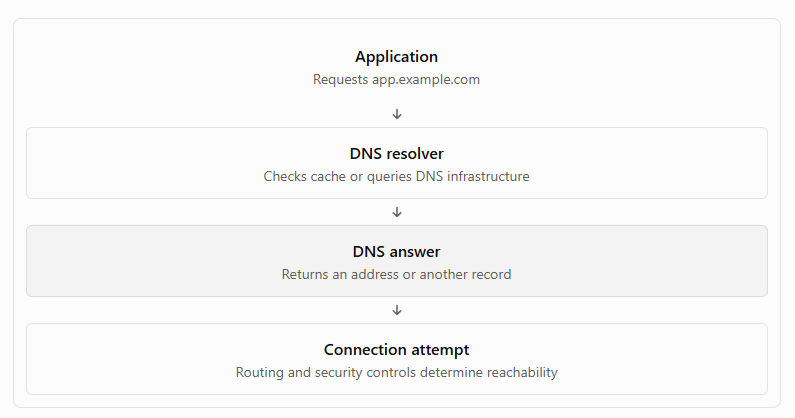 Application
Requests app.example.com
↓
DNS resolver
Checks cache or queries DNS infrastructure
↓
DNS answer
Returns an address or another record
↓
Connection attempt
Routing and security controls determine reachability